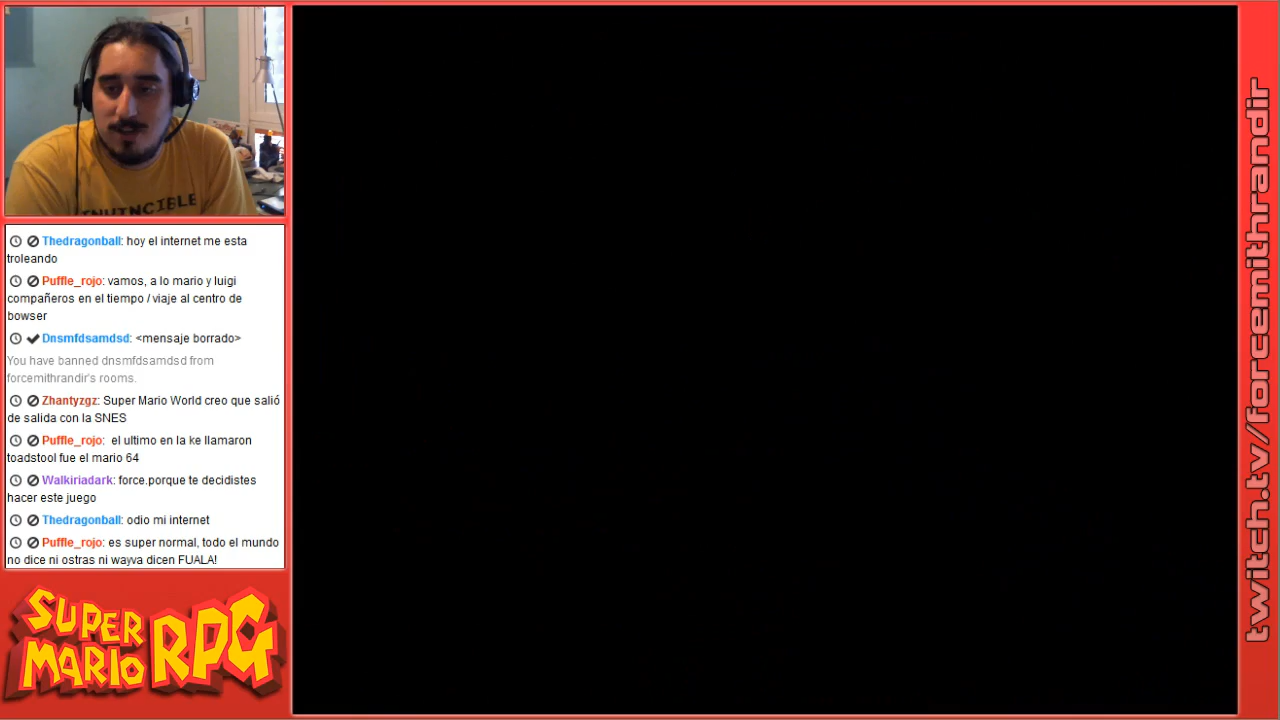 INVINCIBLE
Thedragonball: hoy el internet me esta
troleando
Puffle_rojo: vamos, a lo mario y luigi
compañeros en el tiempo / viaje al centro de
bowser
Dnsmfdsamdsd: <mensaje borrado>
You have banned dnsmfdsamdsd from
forcemithrandir's rooms.
Zhantyzgz: Super Mario World creo que salió
de salida con la SNES
Puffle_rojo: el ultimo en la ke llamaron
toadstool fue el mario 64
Walkiriadark: force.porque te decidistes
hacer este juego
Thedragonball: odio mi internet
Puffle_rojo: es super normal, todo el mundo
no dice ni ostras ni wayva dicen FUALA!
SUPER
MARIO RPG
twitch.tv/forcemithrandir